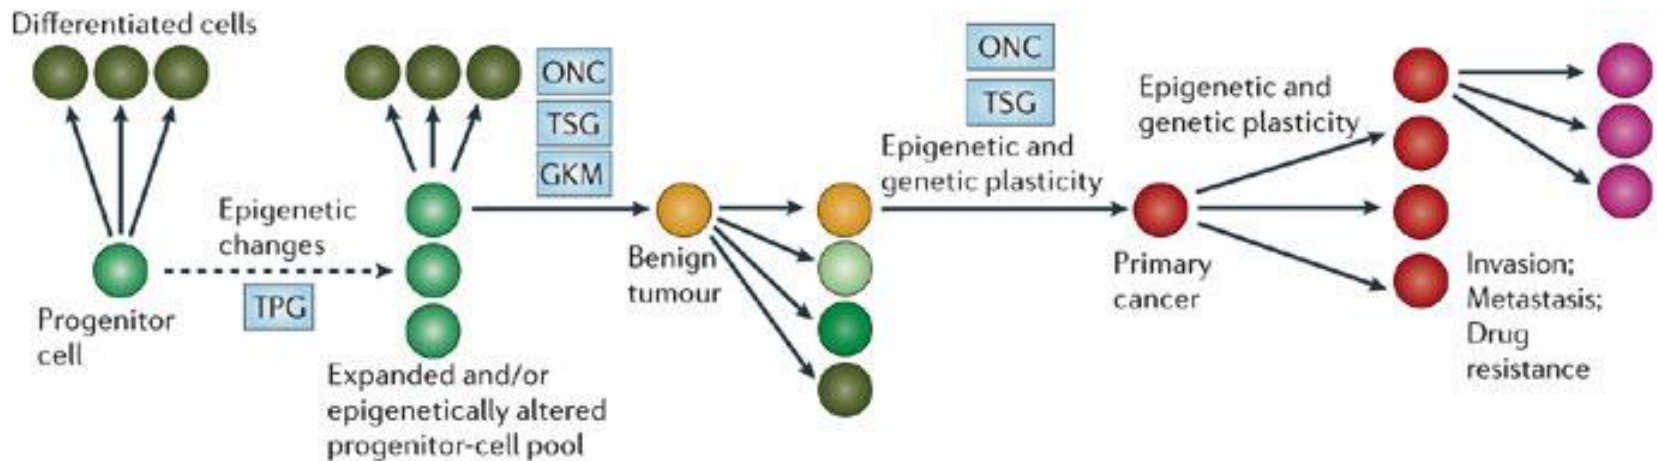 Differentiated cells
ONC
TSG
GKM
ONC
TSG
Epigenetic and
genetic plasticity
Epigenetic and
genetic plasticity
Epigenetic
changes
TPG
Progenitor
cell
Expanded and/or
epigenetically altered
progenitor-cell pool
Benign
tumour
Primary
cancer
Invasion;
Metastasis;
Drug
resistance